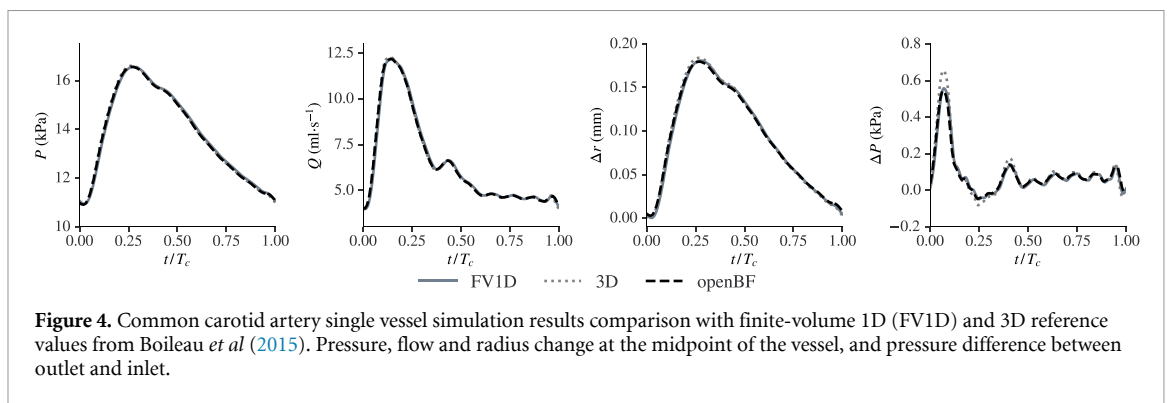 P (kPa)
16
14
12
10
0.00 0.25 0.50 0.75 1.00
t/Tc
Q (ml·s⁻¹)
12.5
10.0
7.5
5.0
0.00 0.25 0.50 0.75 1.00
t/Tc
Δr (mm)
0.20
0.15
0.10
0.05
0.00
0.00 0.25 0.50 0.75 1.00
t/Tc
ΔP (kPa)
0.8
0.6
0.4
0.2
0.0
−0.2
0.00 0.25 0.50 0.75 1.00
t/Tc
FV1D 3D openBF
Figure 4. Common carotid artery single vessel simulation results comparison with finite-volume 1D (FV1D) and 3D reference
values from Boileau et al (2015). Pressure, flow and radius change at the midpoint of the vessel, and pressure difference between
outlet and inlet.